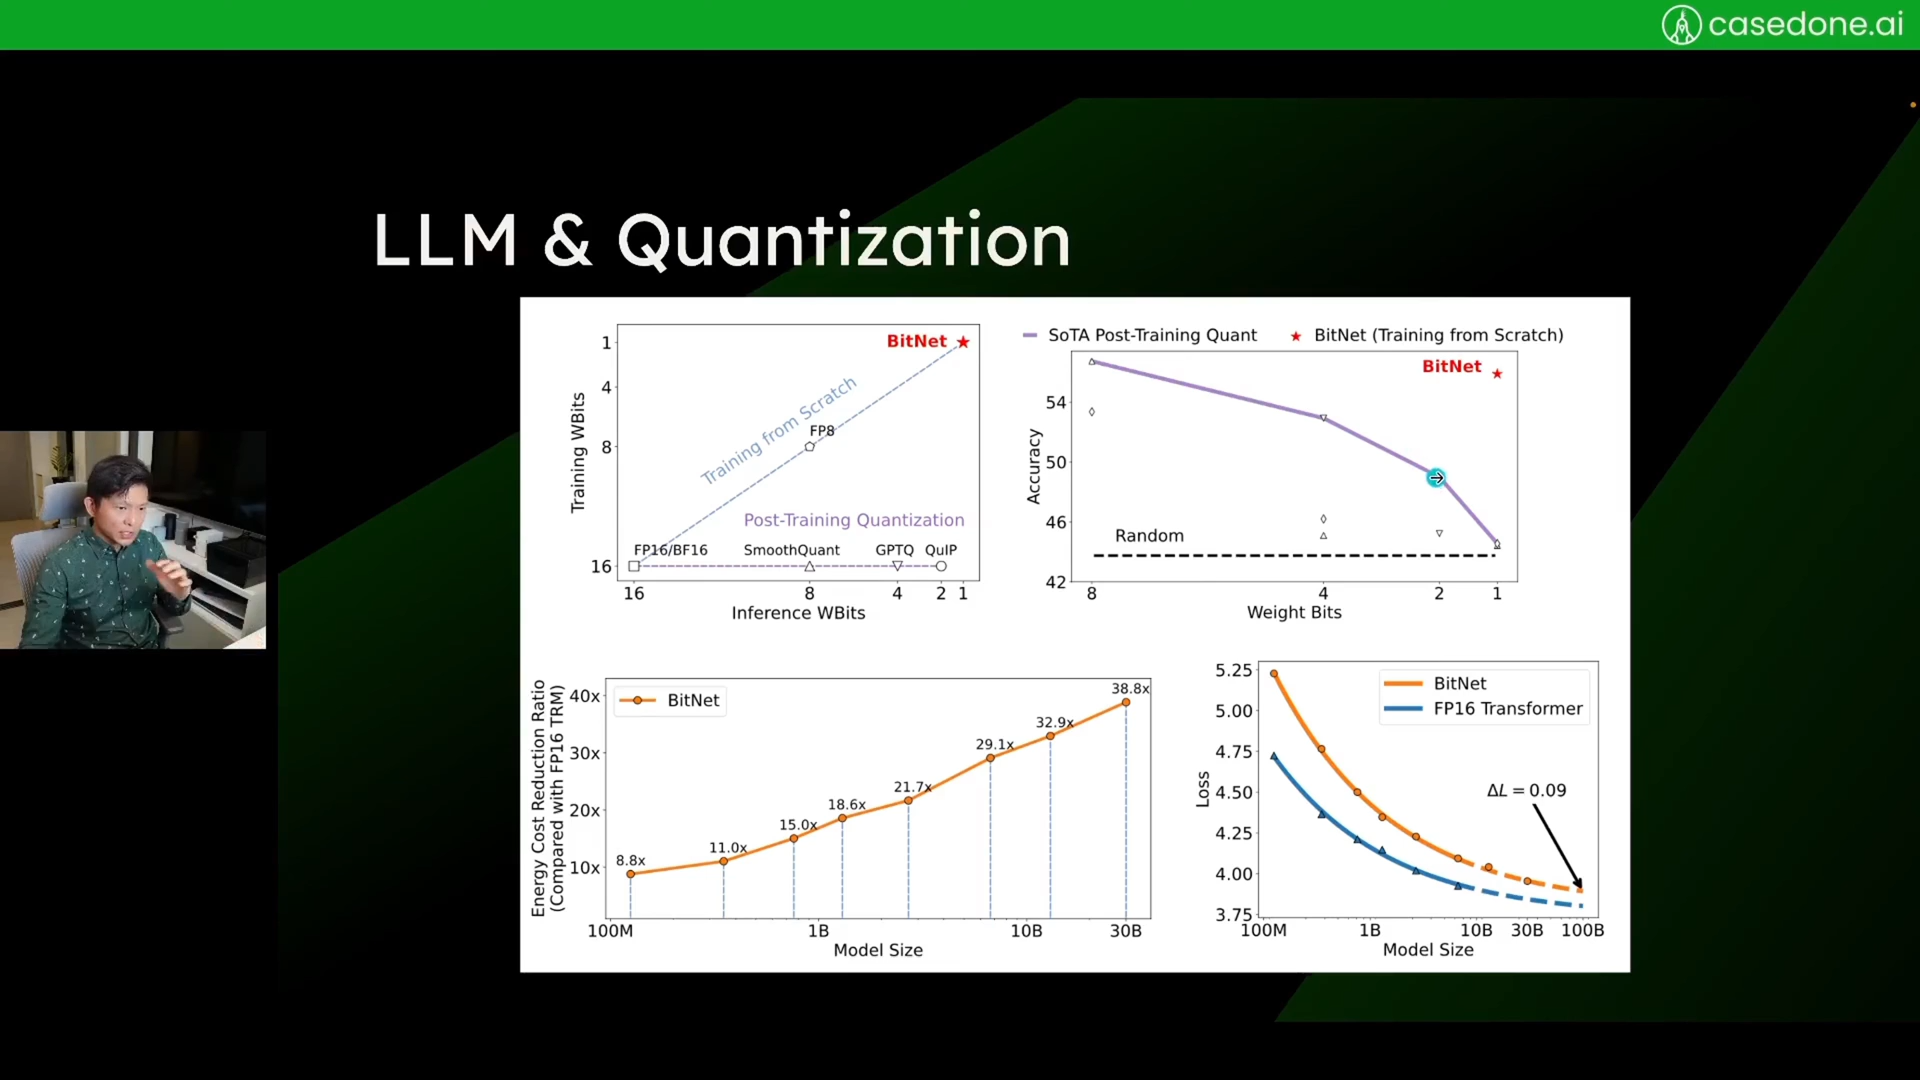 casedone.ai
LLM & Quantization
Training WBits
1
4
8
16
BitNet
Training from Scratch
FP8
Post-Training Quantization
FP16/BF16
SmoothQuant
GPTQ
QuIP
16
8
4
2
1
Inference WBits
SoTA Post-Training Quant
BitNet (Training from Scratch)
BitNet
Accuracy
54
50
46
42
Random
8
4
2
1
Weight Bits
Energy Cost Reduction Ratio
(Compared with FP16 TRM)
40x
30x
20x
10x
BitNet
8.8x
11.0x
15.0x
18.6x
21.7x
29.1x
32.9x
38.8x
100M
1B
10B
30B
Model Size
Loss
5.25
5.00
4.75
4.50
4.25
4.00
3.75
BitNet
FP16 Transformer
ΔL = 0.09
100M
1B
10B
30B
100B
Model Size